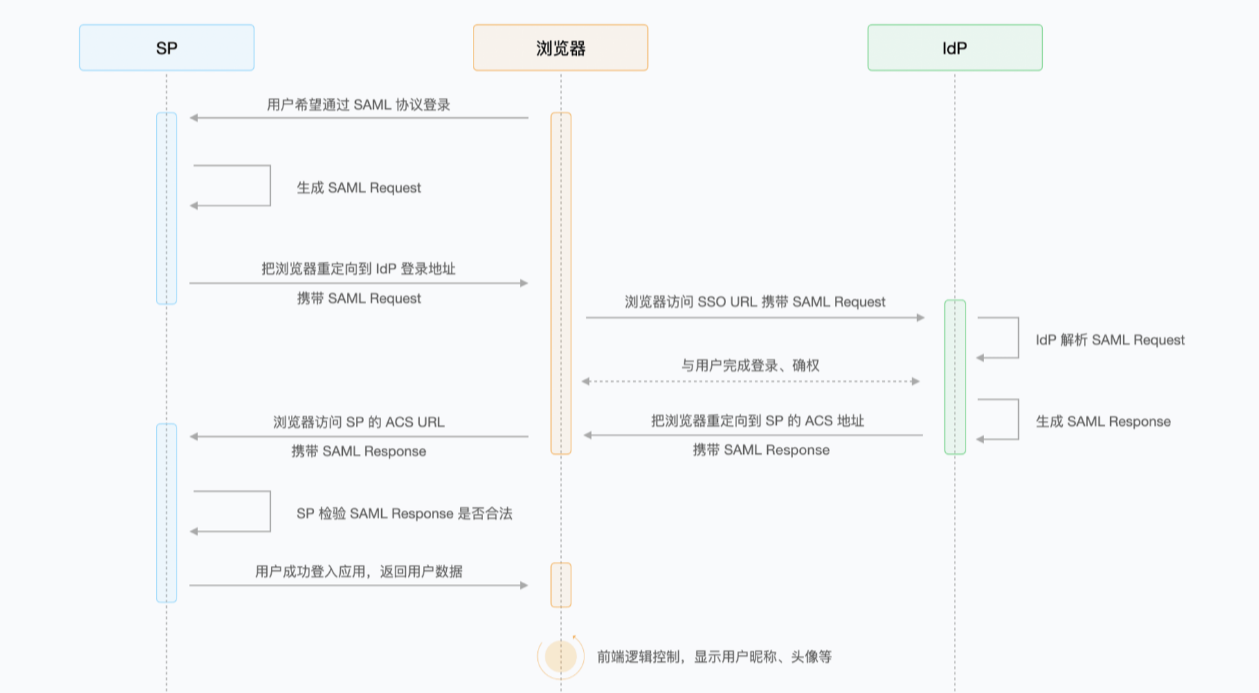 SP
浏览器
IdP
用户希望通过 SAML 协议登录
生成 SAML Request
把浏览器重定向到 IdP 登录地址
携带 SAML Request
浏览器访问 SSO URL 携带 SAML Request
IdP 解析 SAML Request
与用户完成登录、确权
生成 SAML Response
把浏览器重定向到 SP 的 ACS 地址
携带 SAML Response
浏览器访问 SP 的 ACS URL
携带 SAML Response
SP 检验 SAML Response 是否合法
用户成功登入应用，返回用户数据
前端逻辑控制，显示用户昵称、头像等